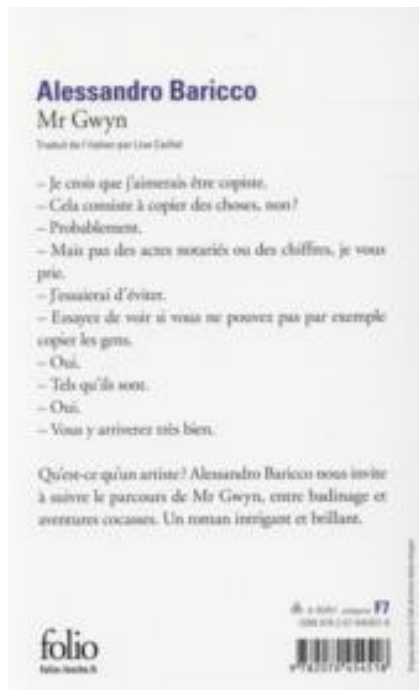 Alessandro Baricco
Mr Gwyn
Traduit de l'italien par Lise Caillat
– Je crois que j'aimerais être copiste.
– Cela consiste à copier des choses, non ?
– Probablement.
– Mais pas des actes notariés ou des chiffres, je vous
prie.
– J'essaierai d'éviter.
– Essayez de voir si vous ne pouvez pas par exemple
copier les gens.
– Oui.
– Tels qu'ils sont.
– Oui.
– Vous y arriverez très bien.
Qu'est-ce qu'un artiste ? Alessandro Baricco nous invite
à suivre le parcours de Mr Gwyn, entre badinage et
aventures cocasses. Un roman intrigant et brillant.
catégorie F7
folio